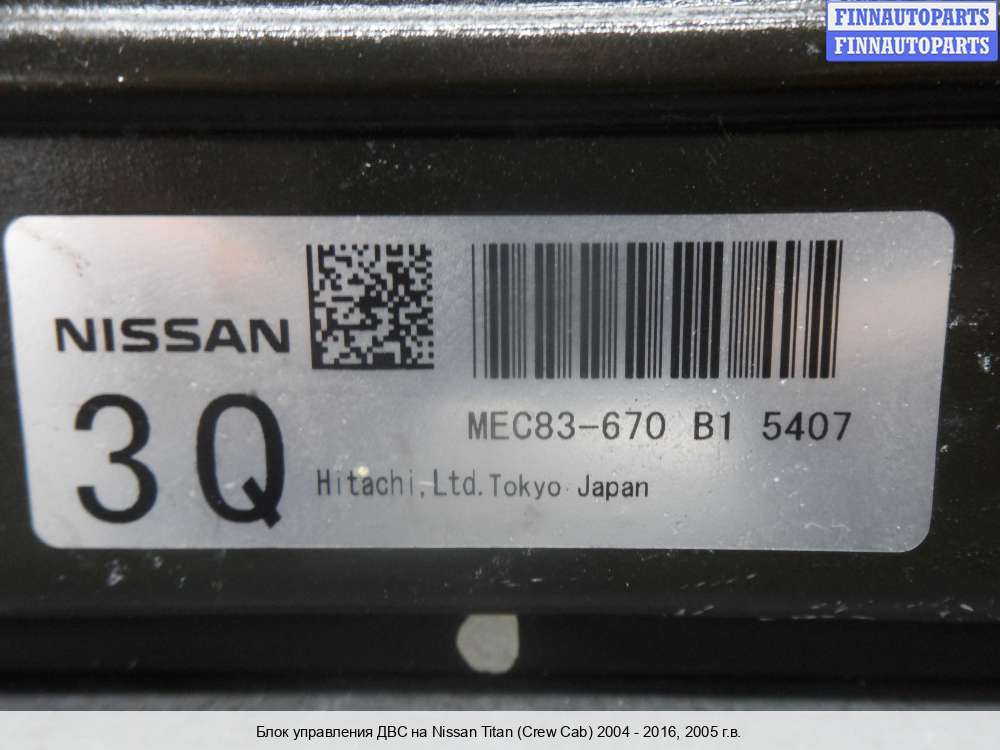 FINNAUTOPARTS
FINNAUTOPARTS
NISSAN
3Q
MEC83-670 B1 5407
Hitachi,Ltd.Tokyo Japan
Блок управления ДВС на Nissan Titan (Crew Cab) 2004 - 2016, 2005 г.в.